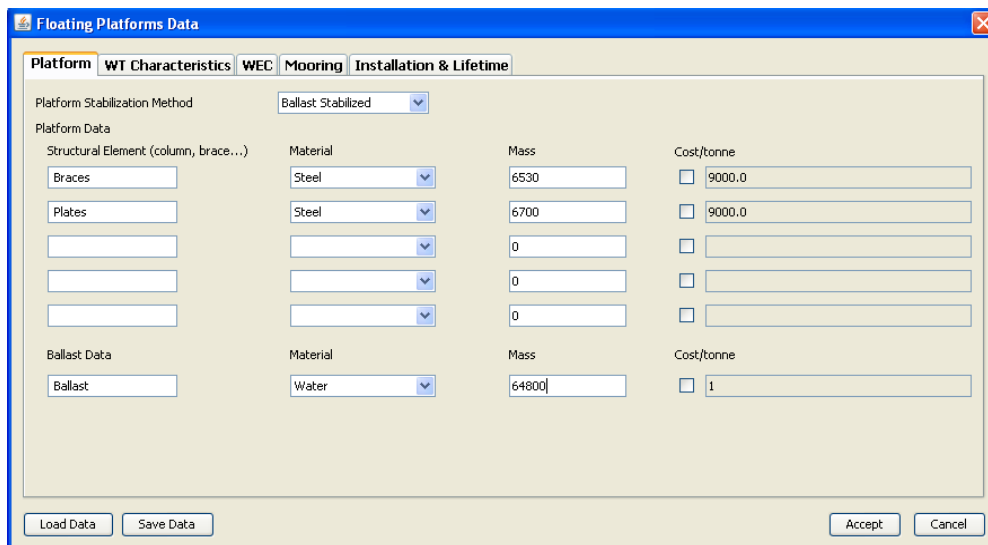 Floating Platforms Data
Platform WT Characteristics WEC Mooring Installation & Lifetime
Platform Stabilization Method Ballast Stabilized
Platform Data
Structural Element (column, brace...) Material Mass Cost/tonne
Braces Steel 6530 9000.0
Plates Steel 6700 9000.0
0
0
0
Ballast Data Material Mass Cost/tonne
Ballast Water 64800 1
Load Data Save Data Accept Cancel